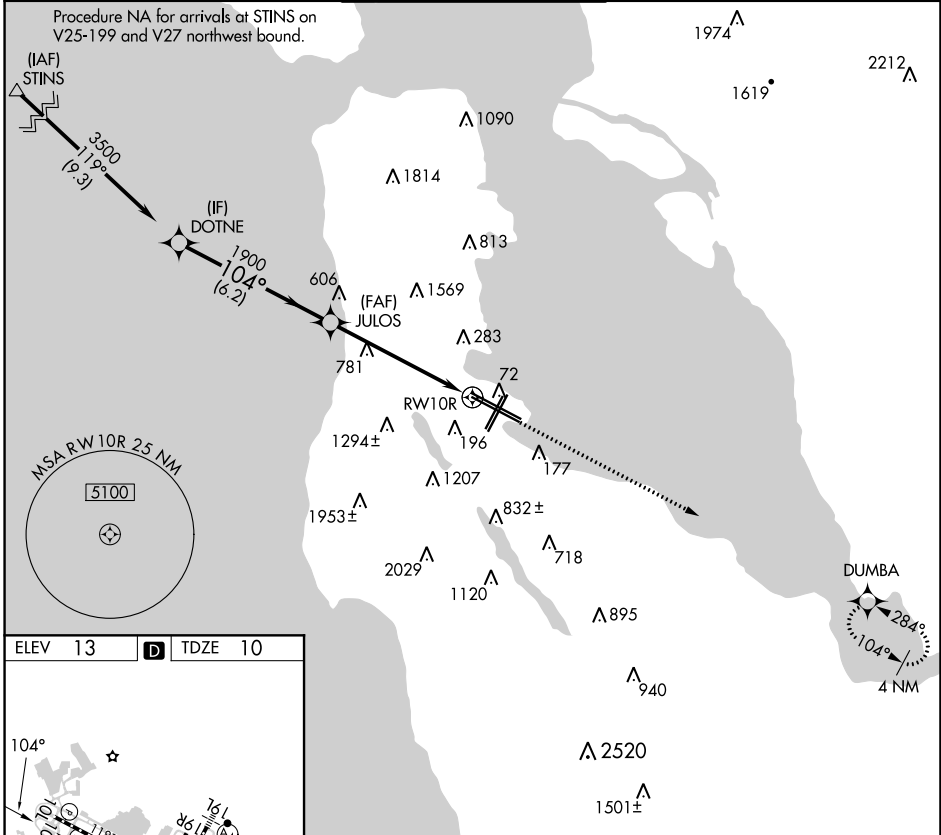 Procedure NA for arrivals at STINS on
V25-199 and V27 northwest bound.
(IAF)
STINS
3500
119°
(9.3)
(IF)
DOTNE
1900
104°
(6.2)
(FAF)
JULOS
606
781
1974
1619
2212
1090
1814
813
1569
283
72
RW10R
196
177
1294±
1207
1953±
832±
718
2029
1120
895
940
2520
1501±
MSA RW10R 25 NM
5100
DUMBA
284°
104°
4 NM
ELEV 13
D
TDZE 10
104°
10L
19L
19R
P